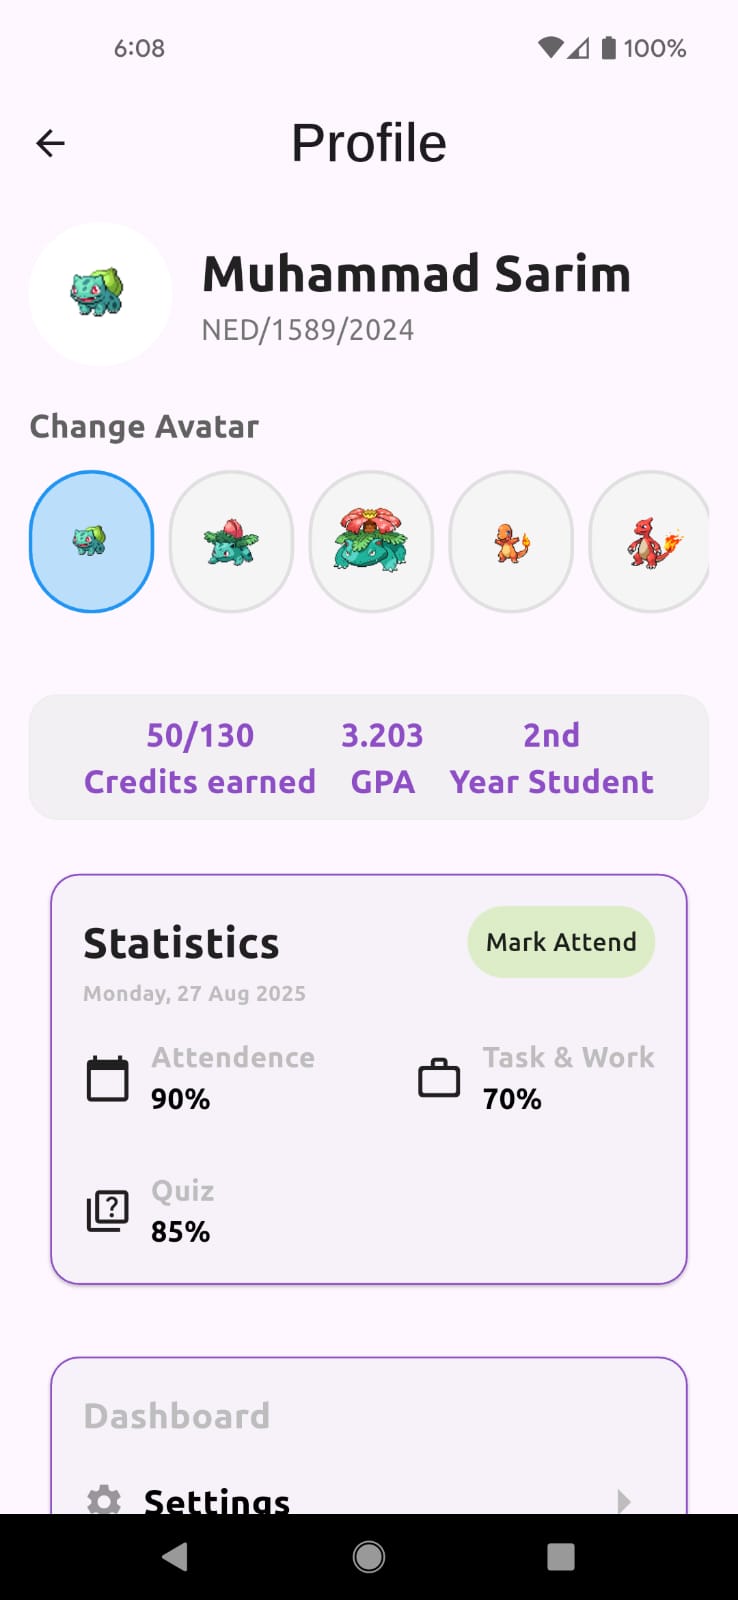 6:08
100%
Profile
Muhammad Sarim
NED/1589/2024
Change Avatar
50/130 3.203 2nd
Credits earned GPA Year Student
Statistics
Mark Attend
Monday, 27 Aug 2025
Attendence Task & Work
90% 70%
Quiz
85%
Dashboard
Settings